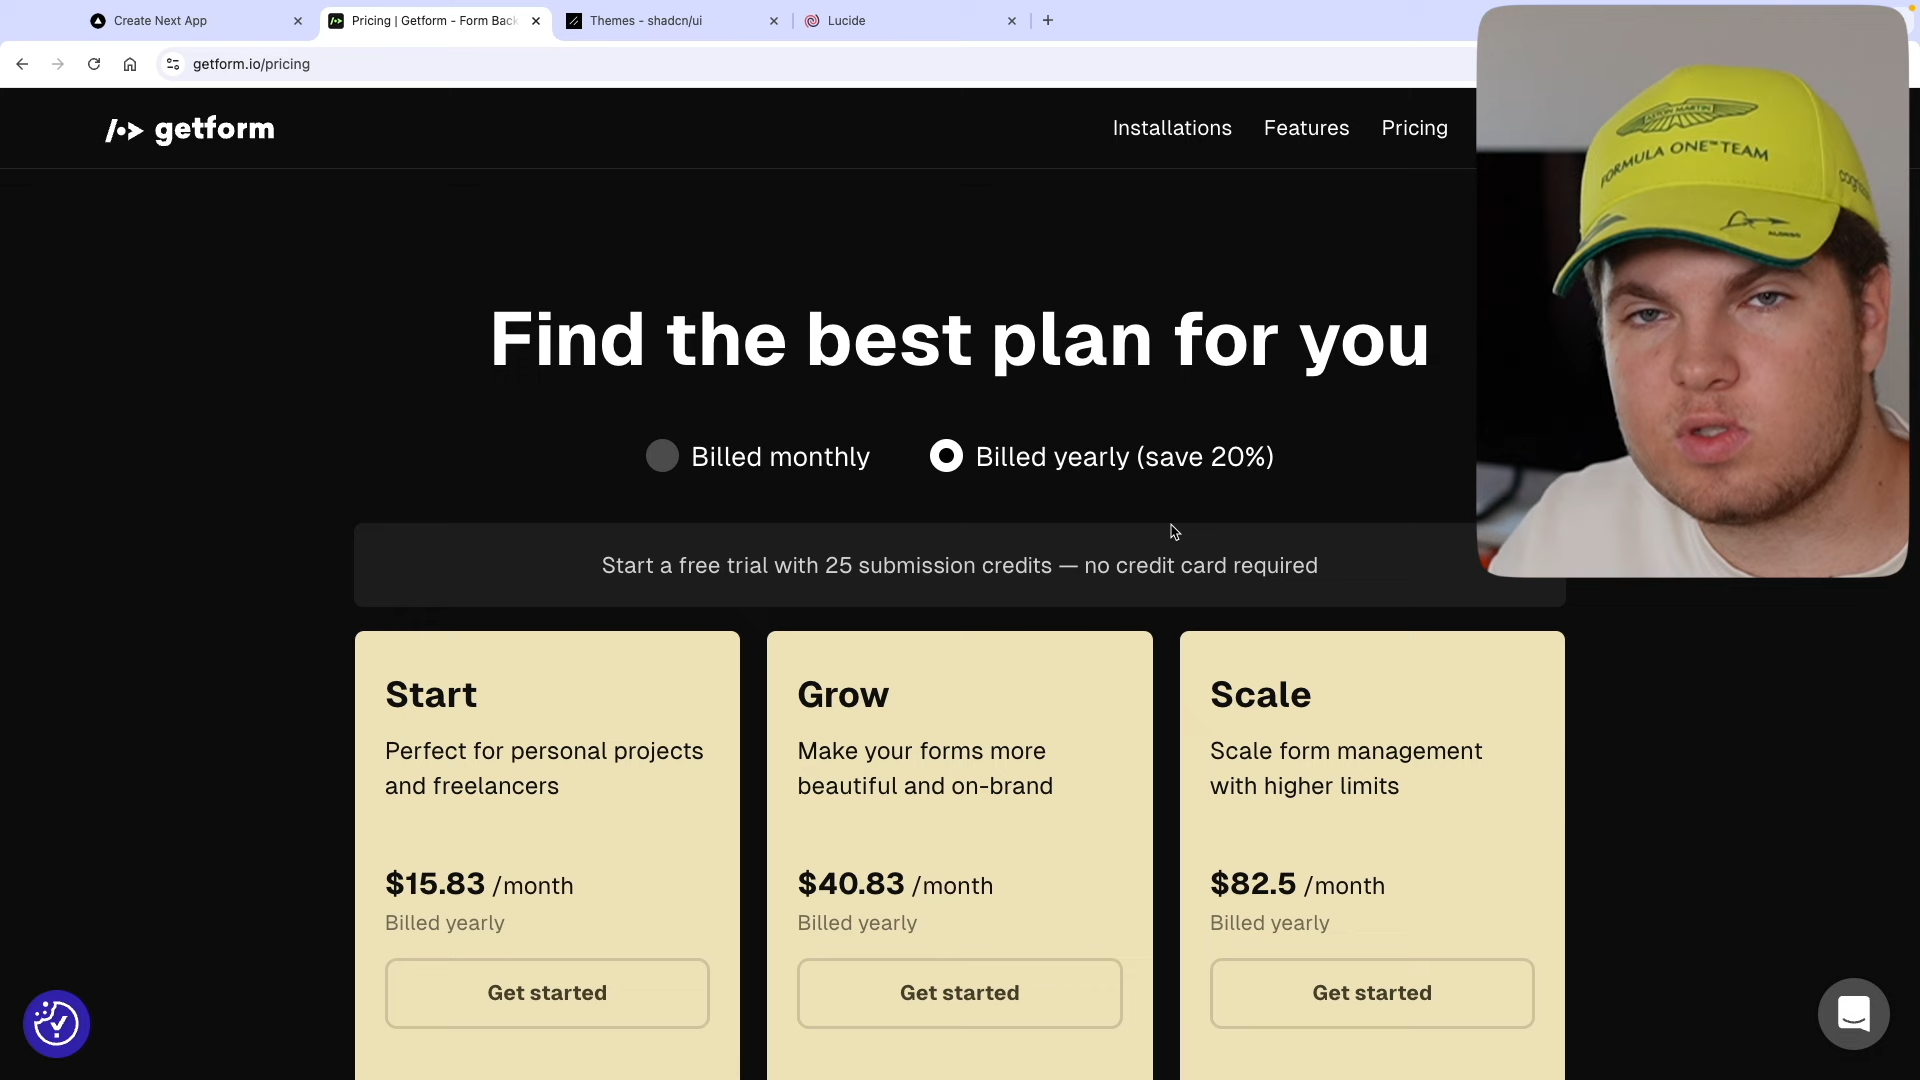 Create Next App
Pricing | Getform - Form Back
Themes - shadcn/ui
Lucide
getform.io/pricing
getform
Installations
Features
Pricing
ASTON MARTIN
FORMULA ONE™ TEAM
Find the best plan for you
Billed monthly
Billed yearly (save 20%)
Start a free trial with 25 submission credits — no credit card required
Start
Perfect for personal projects
and freelancers
$15.83 /month
Billed yearly
Get started
Grow
Make your forms more
beautiful and on-brand
$40.83 /month
Billed yearly
Get started
Scale
Scale form management
with higher limits
$82.5 /month
Billed yearly
Get started